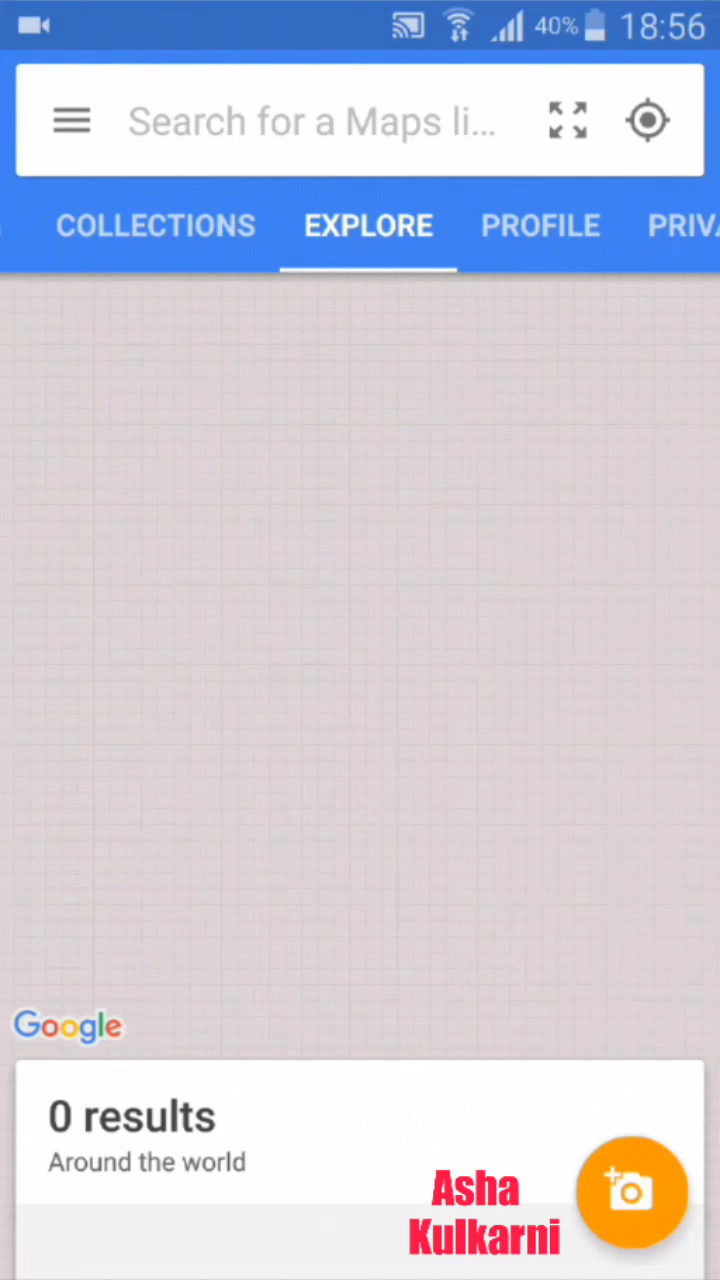 40% 18:56
Search for a Maps li...
COLLECTIONS EXPLORE PROFILE PRIVA
Google
0 results
Around the world
Asha
Kulkarni